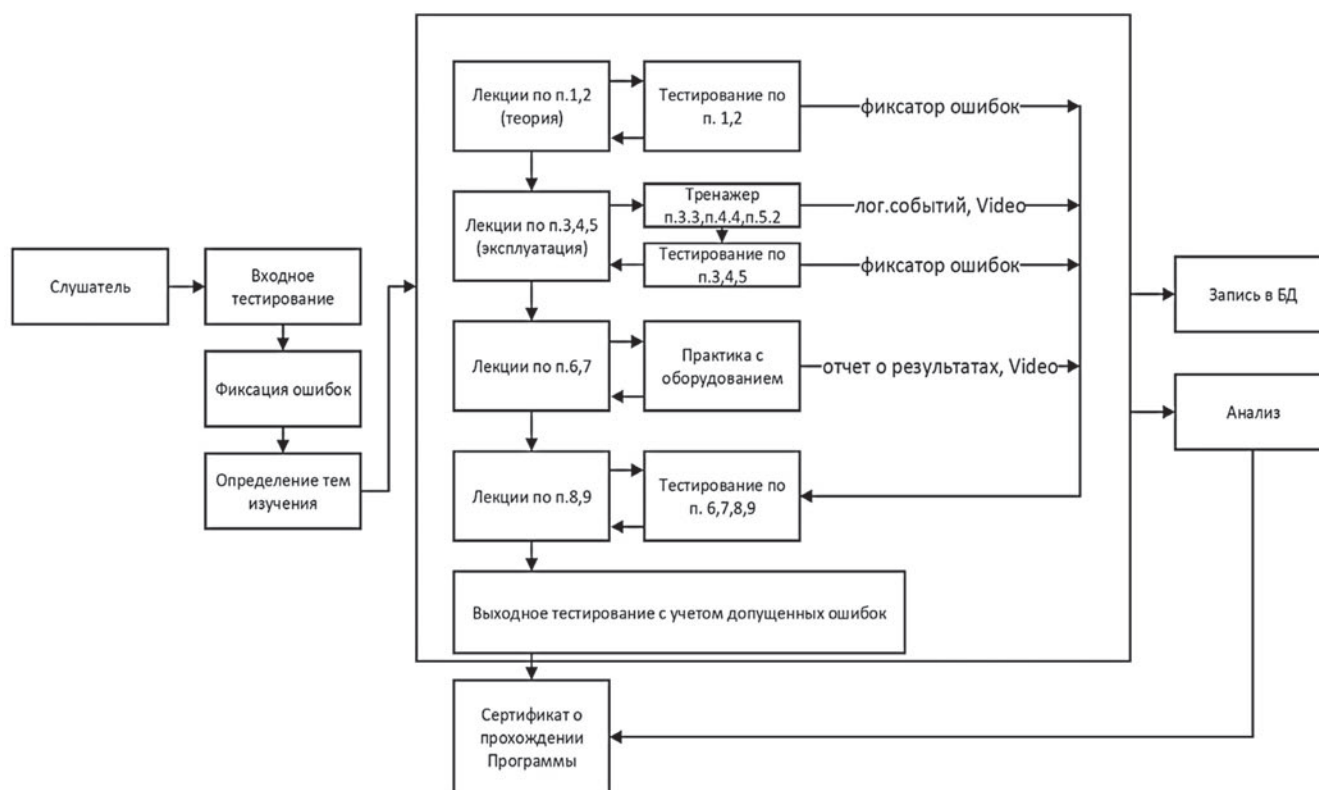 Слушатель
Входное
тестирование
Фиксация ошибок
Определение тем
изучения
Лекции по п.1,2
(теория)
Тестирование по
п. 1,2
фиксатор ошибок
Лекции по п.3,4,5
(эксплуатация)
Тренажер
п.3.3,п.4.4,п.5.2
лог.событий, Video
Тестирование по
п.3,4,5
фиксатор ошибок
Лекции по п.6,7
Практика с
оборудованием
отчет о результатах, Video
Лекции по п.8,9
Тестирование по
п. 6,7,8,9
Выходное тестирование с учетом допущенных ошибок
Сертификат о
прохождении
Программы
Запись в БД
Анализ